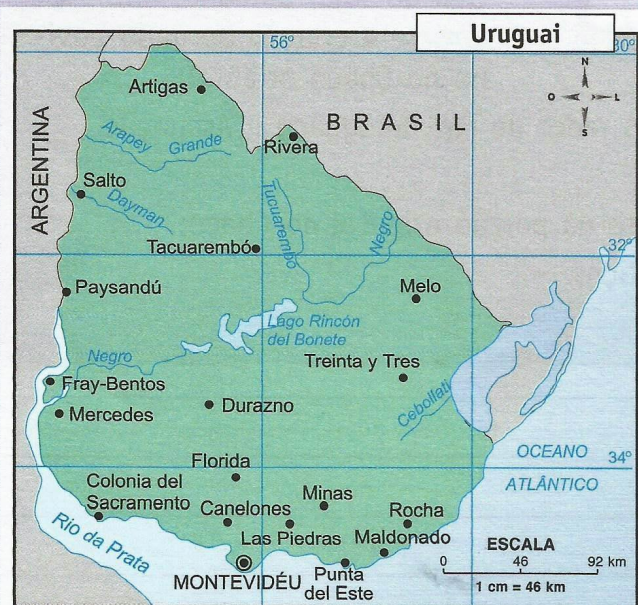 Uruguai
56°
30°
N
O
L
S
Artigas
BRASIL
ARGENTINA
Arapey Grande
Rivera
Salto
Dayman
Tucuarembó
Negro
Tacuarembó
32°
Paysandú
Melo
Lago Rincón
del Bonete
Negro
Treinta y Tres
Fray-Bentos
Mercedes
Durazno
Cebollati
OCEANO
ATLÂNTICO
34°
Florida
Colonia del
Sacramento
Minas
Canelones
Rocha
Las Piedras
Maldonado
Rio da Prata
MONTEVIDÉU
Punta
del Este
ESCALA
0 46 92 km
1 cm = 46 km